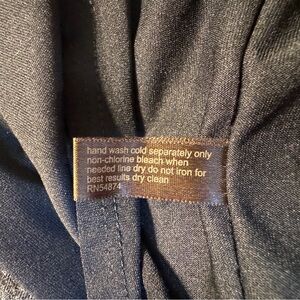 hand wash cold separately only
non-chlorine bleach when
needed line dry do not iron for
best results dry clean
RN54874